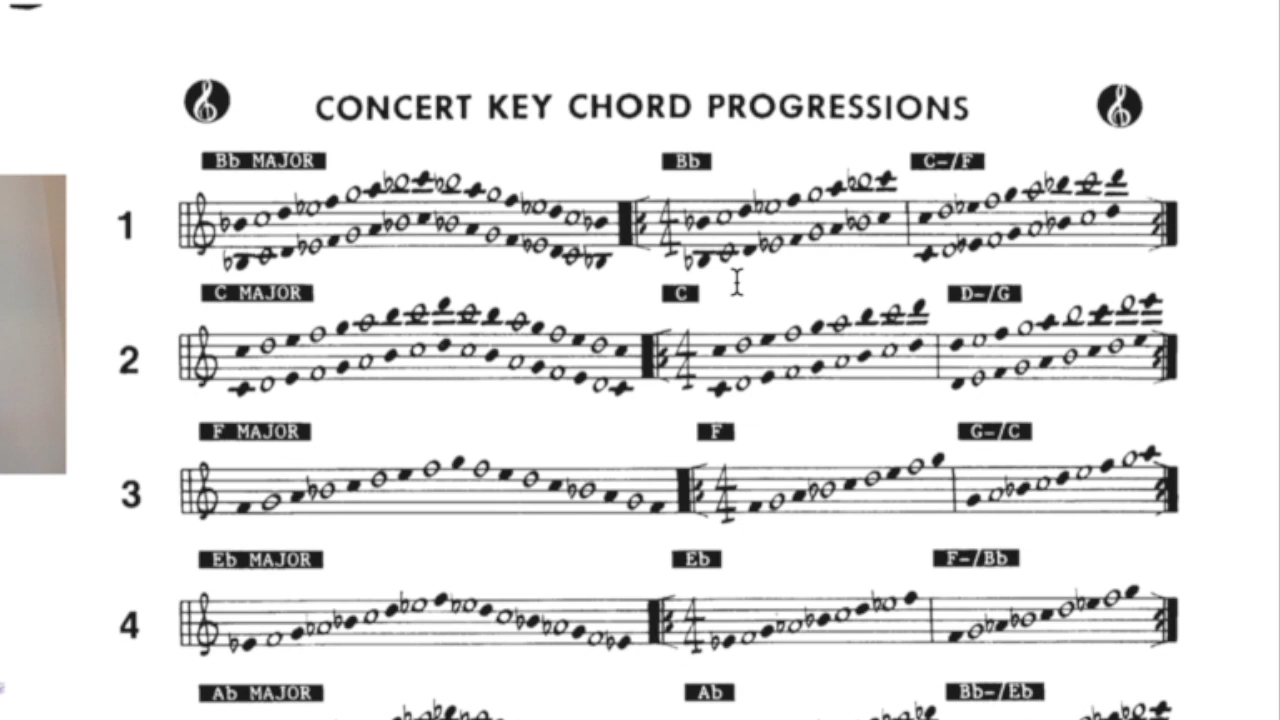 CONCERT KEY CHORD PROGRESSIONS
Bb MAJOR Bb C-/F
1
C MAJOR C D-/G
2
F MAJOR F G-/C
3
Eb MAJOR Eb F-/Bb
4
Ab MAJOR Ab Bb-/Eb